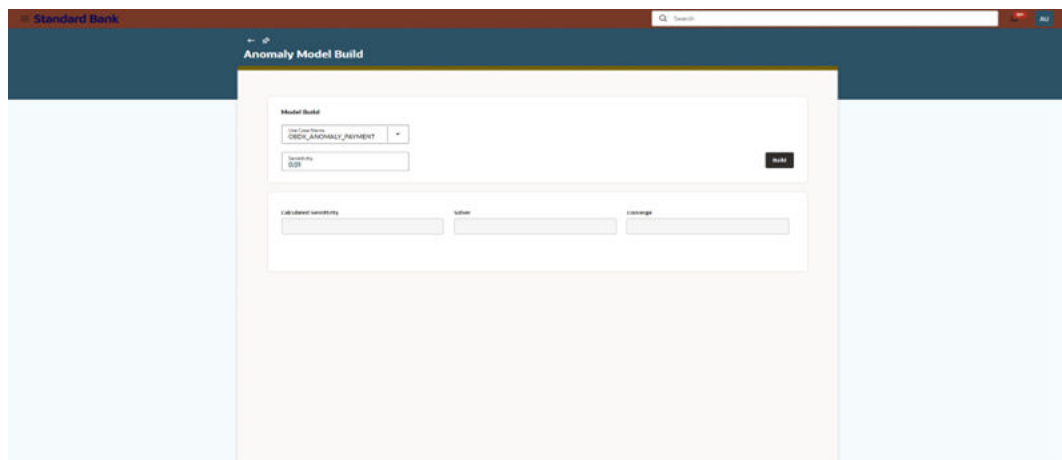 Standard Bank
Search
AU
Anomaly Model Build
Model Build
Use Case Name
OBDX_ANOMALY_PAYMENT
Sensitivity
0.01
Build
Calculated Sensitivity
Solver
Converge